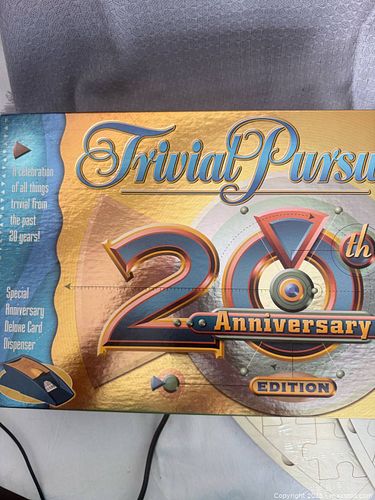 Trivial Pursu
A celebration
of all things
trivial from
the past
20 years!
20th
Anniversary
EDITION
Special
Anniversary
Deluxe Card
Dispenser